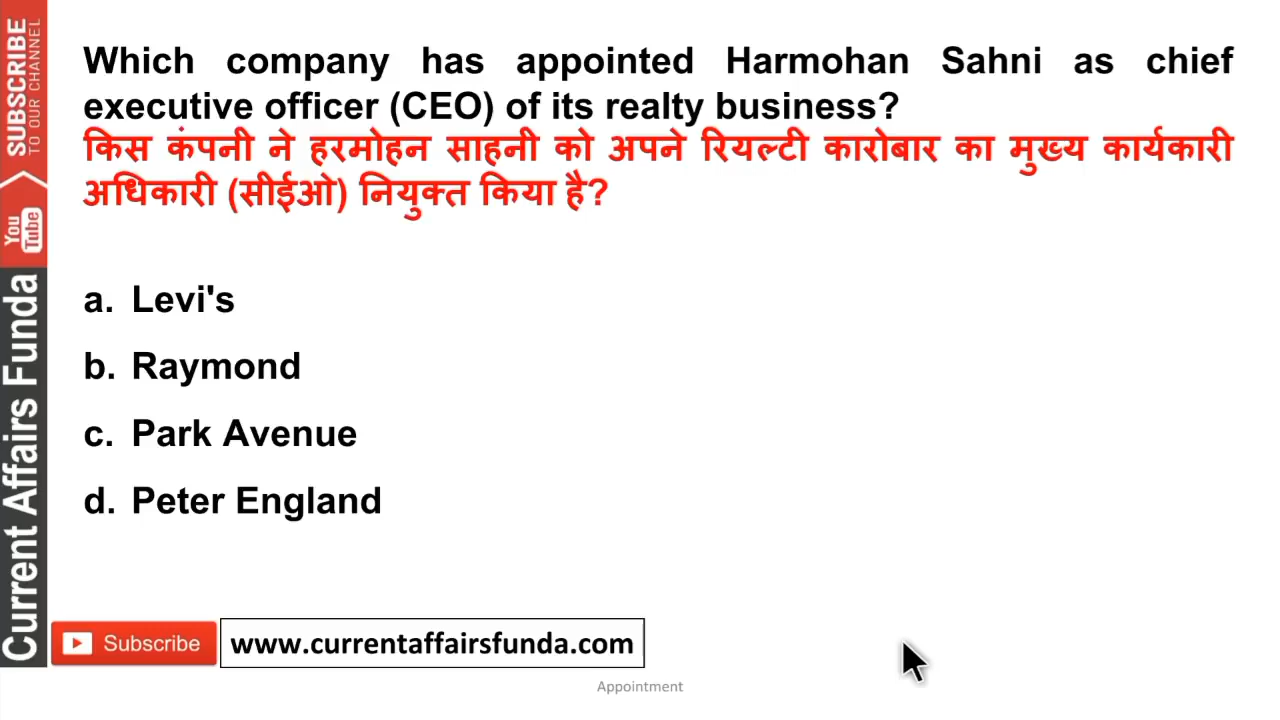 Which company has appointed Harmohan Sahni as chief
executive officer (CEO) of its realty business?
किस कंपनी ने हरमोहन साहनी को अपने रियल्टी कारोबार का मुख्य कार्यकारी
अधिकारी (सीईओ) नियुक्त किया है?
a. Levi's
b. Raymond
c. Park Avenue
d. Peter England
SUBSCRIBE
TO OUR CHANNEL
You
Tube
Current Affairs Funda
Subscribe
www.currentaffairsfunda.com
Appointment